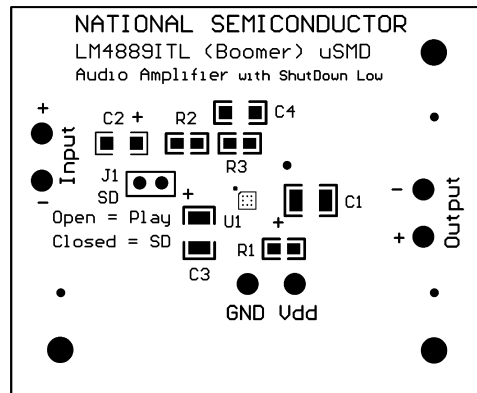 NATIONAL SEMICONDUCTOR
LM4889ITL (Boomer) uSMD
Audio Amplifier with ShutDown Low
C2 + R2 C4
+
Input
-
R3
J1
SD
+
U1
C1
Open = Play
Closed = SD
C3
+
R1
-
+
Output
GND Vdd